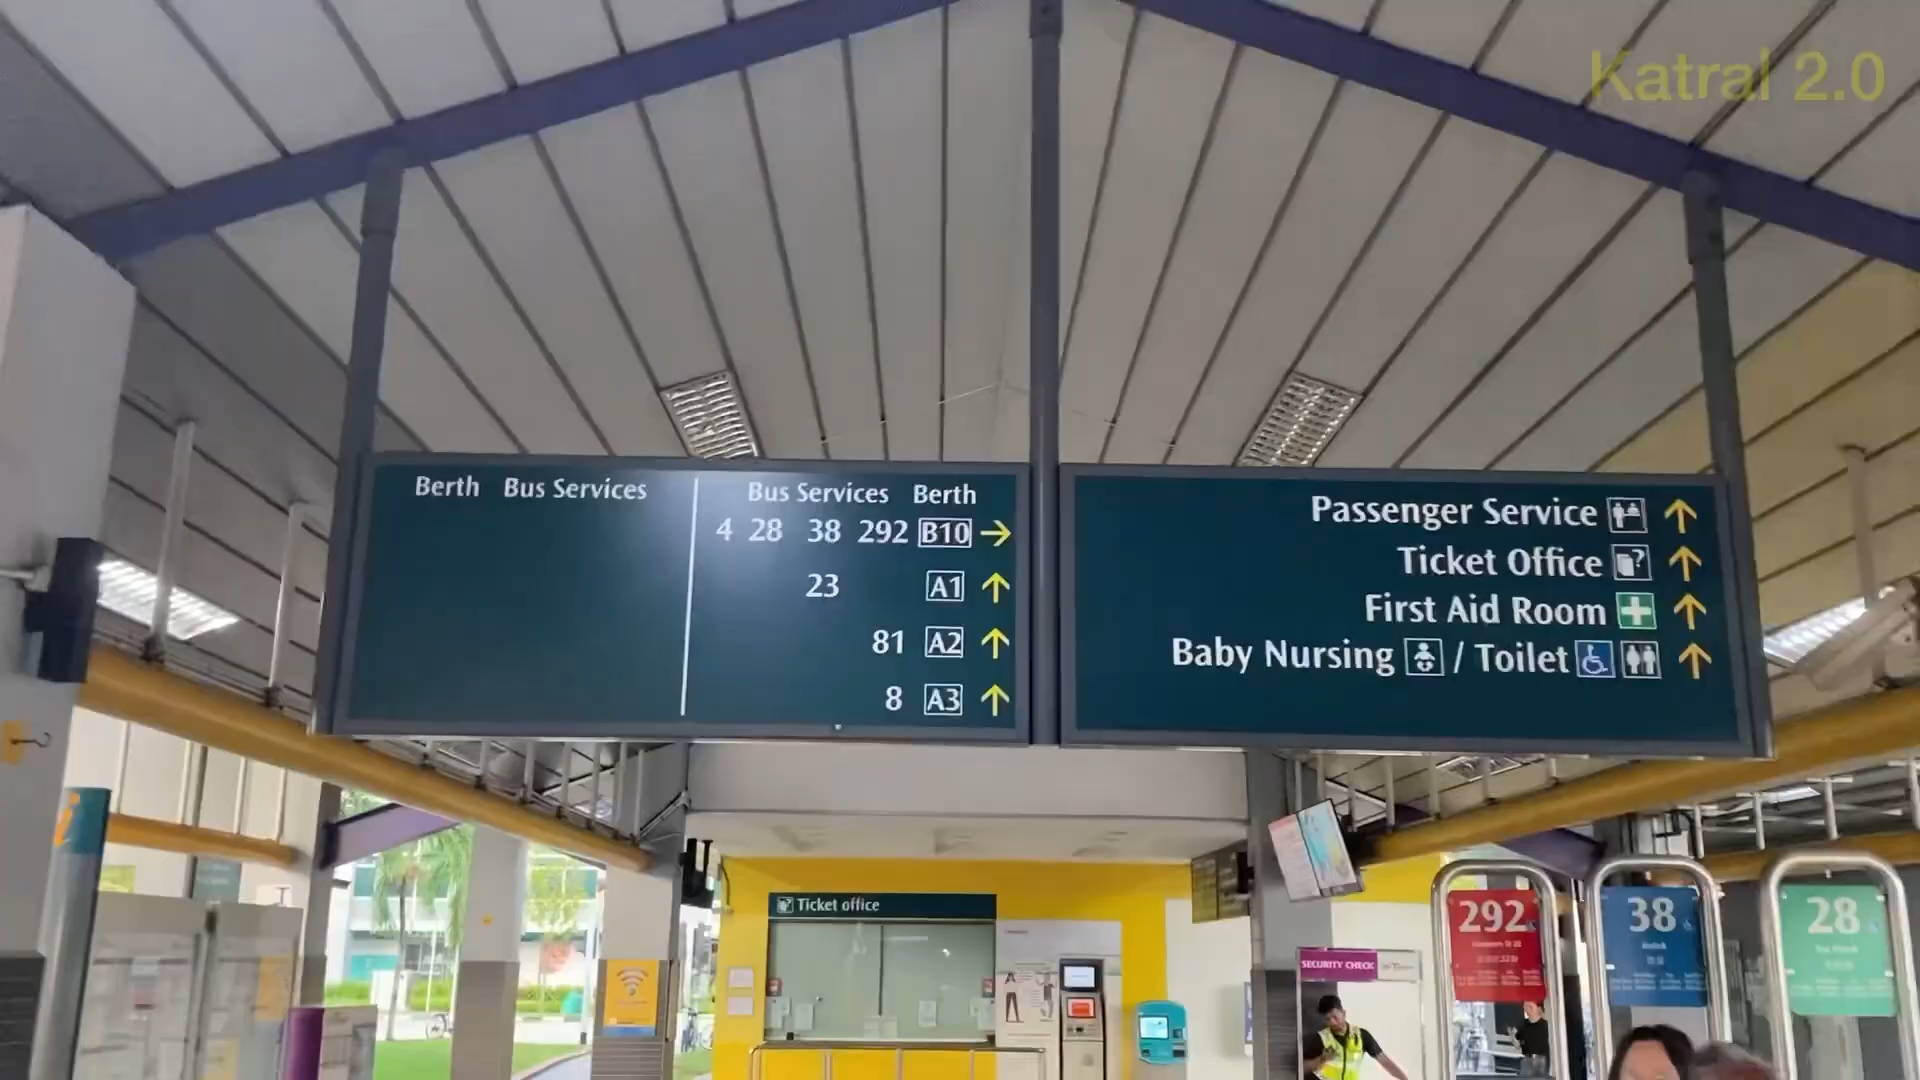 Katral 2.0
Berth Bus Services
Bus Services Berth
4 28 38 292 B10 →
23 A1 ↑
81 A2 ↑
8 A3 ↑
Passenger Service ↑
Ticket Office ? ↑
First Aid Room ↑
Baby Nursing / Toilet ↑
Ticket office
SECURITY CHECK
292
38
28